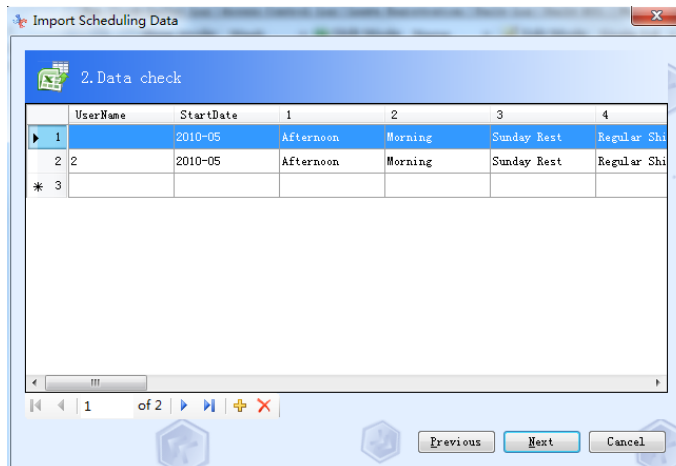 Import Scheduling Data
2.Data check
UserName StartDate 1 2 3 4
1 2010-05 Afternoon Morning Sunday Rest Regular Shi
2 2 2010-05 Afternoon Morning Sunday Rest Regular Shi
3
1 of 2
Previous Next Cancel